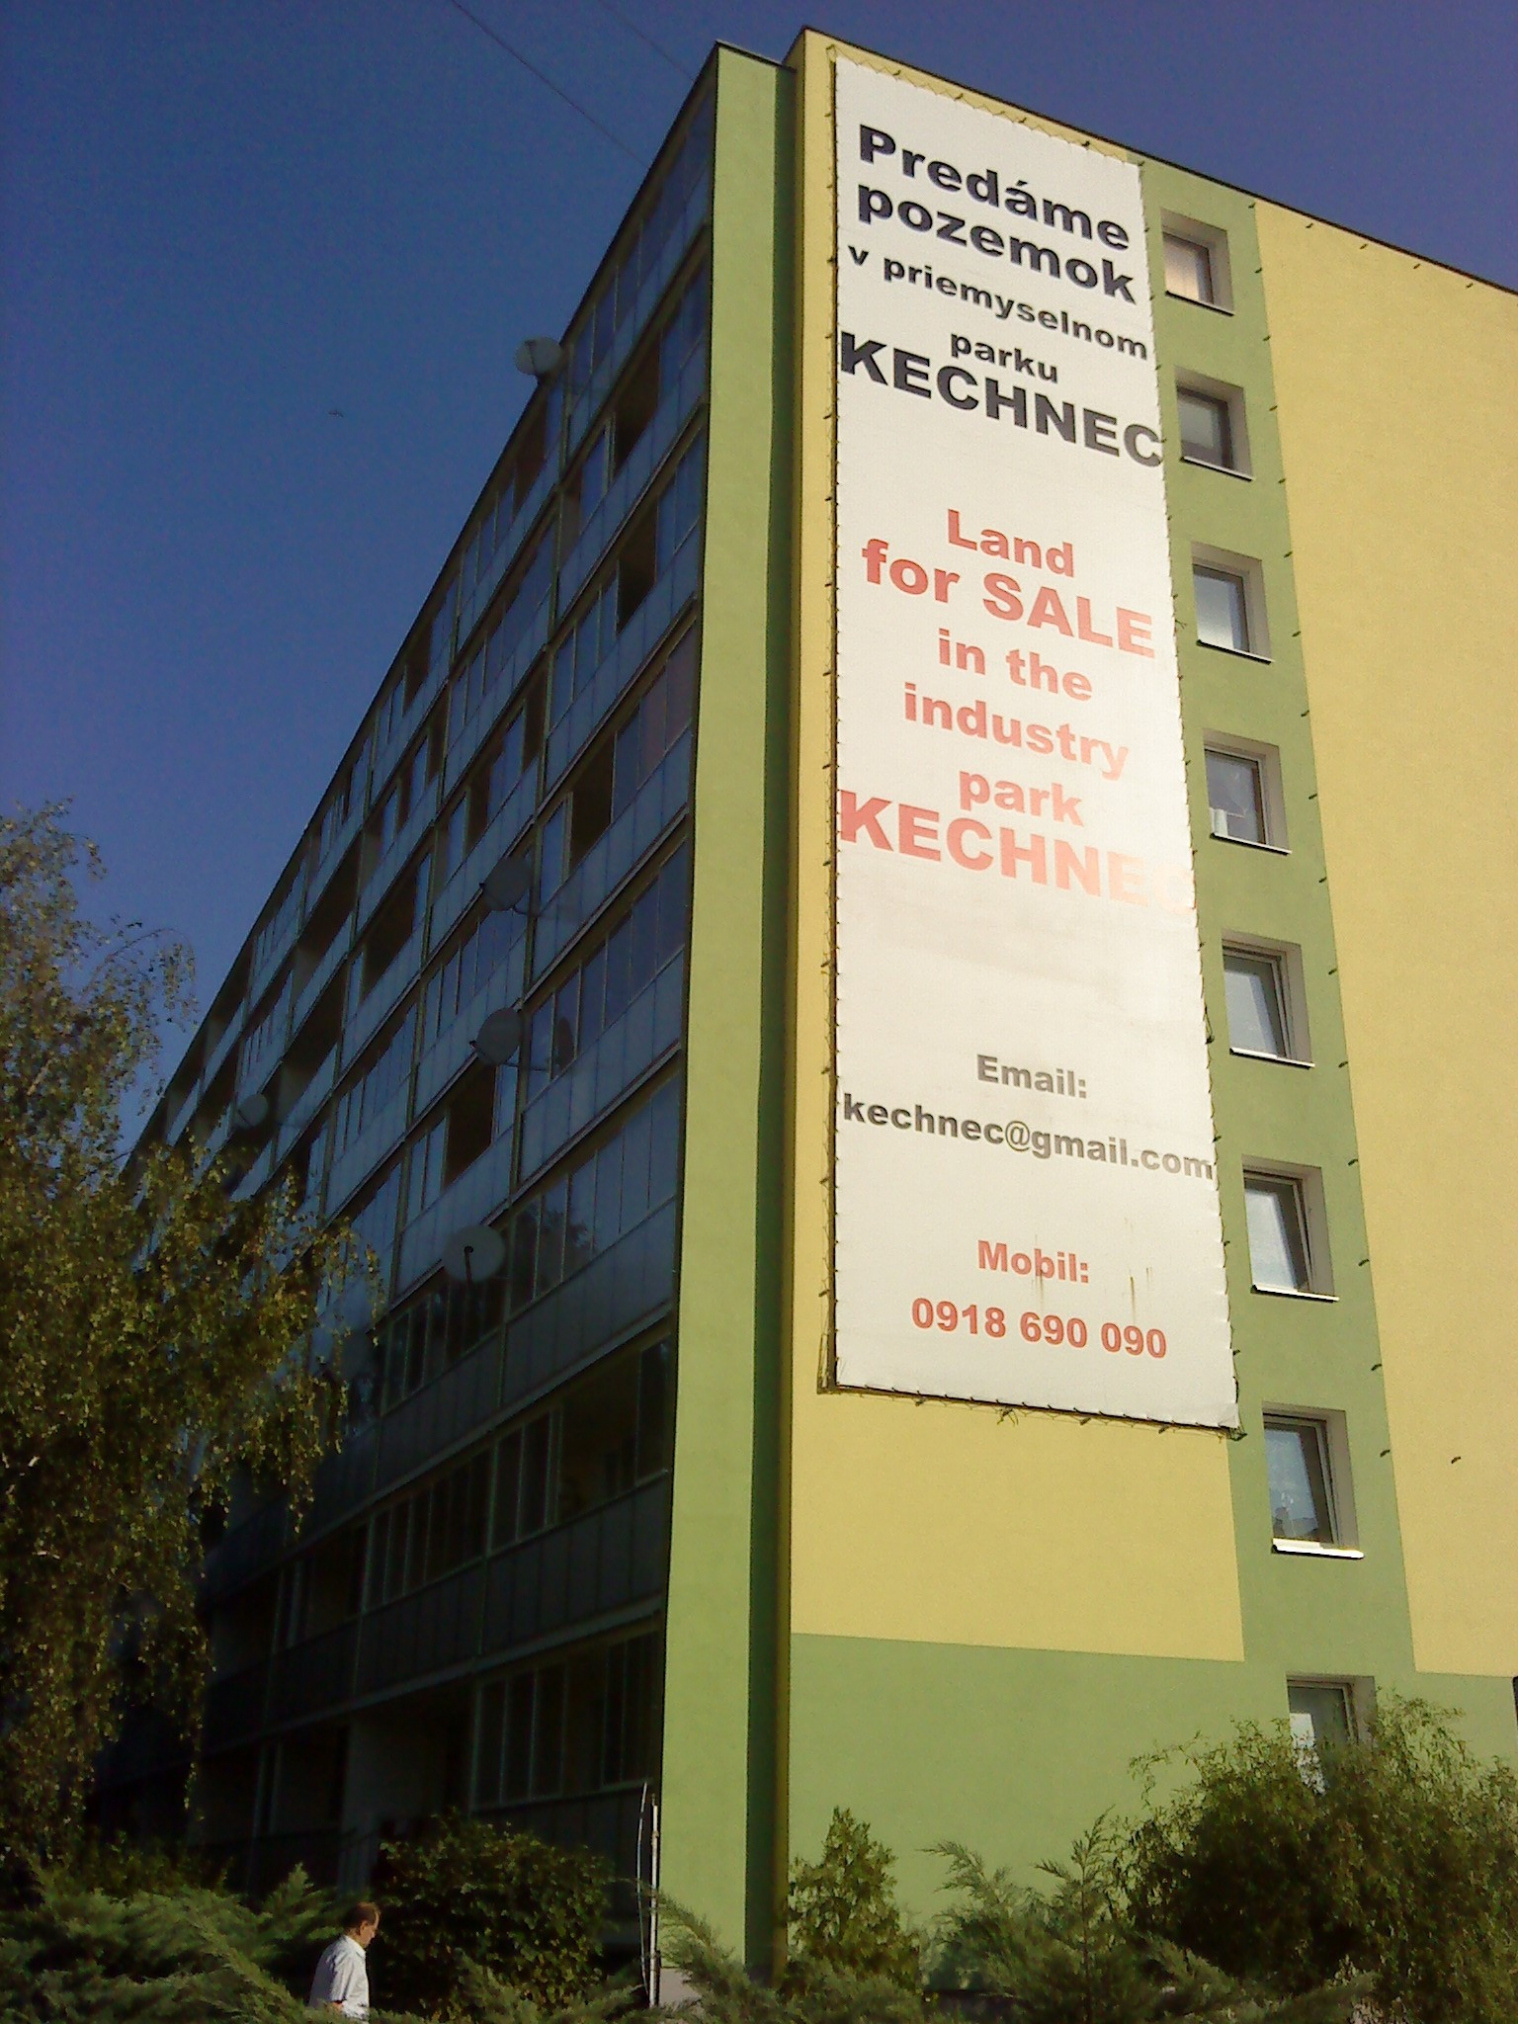 Predáme
pozemok
v priemyselnom
parku
KECHNEC
Land
for SALE
in the
industry
park
KECHNEC
Email:
kechnec@gmail.com
Mobil:
0918 690 090